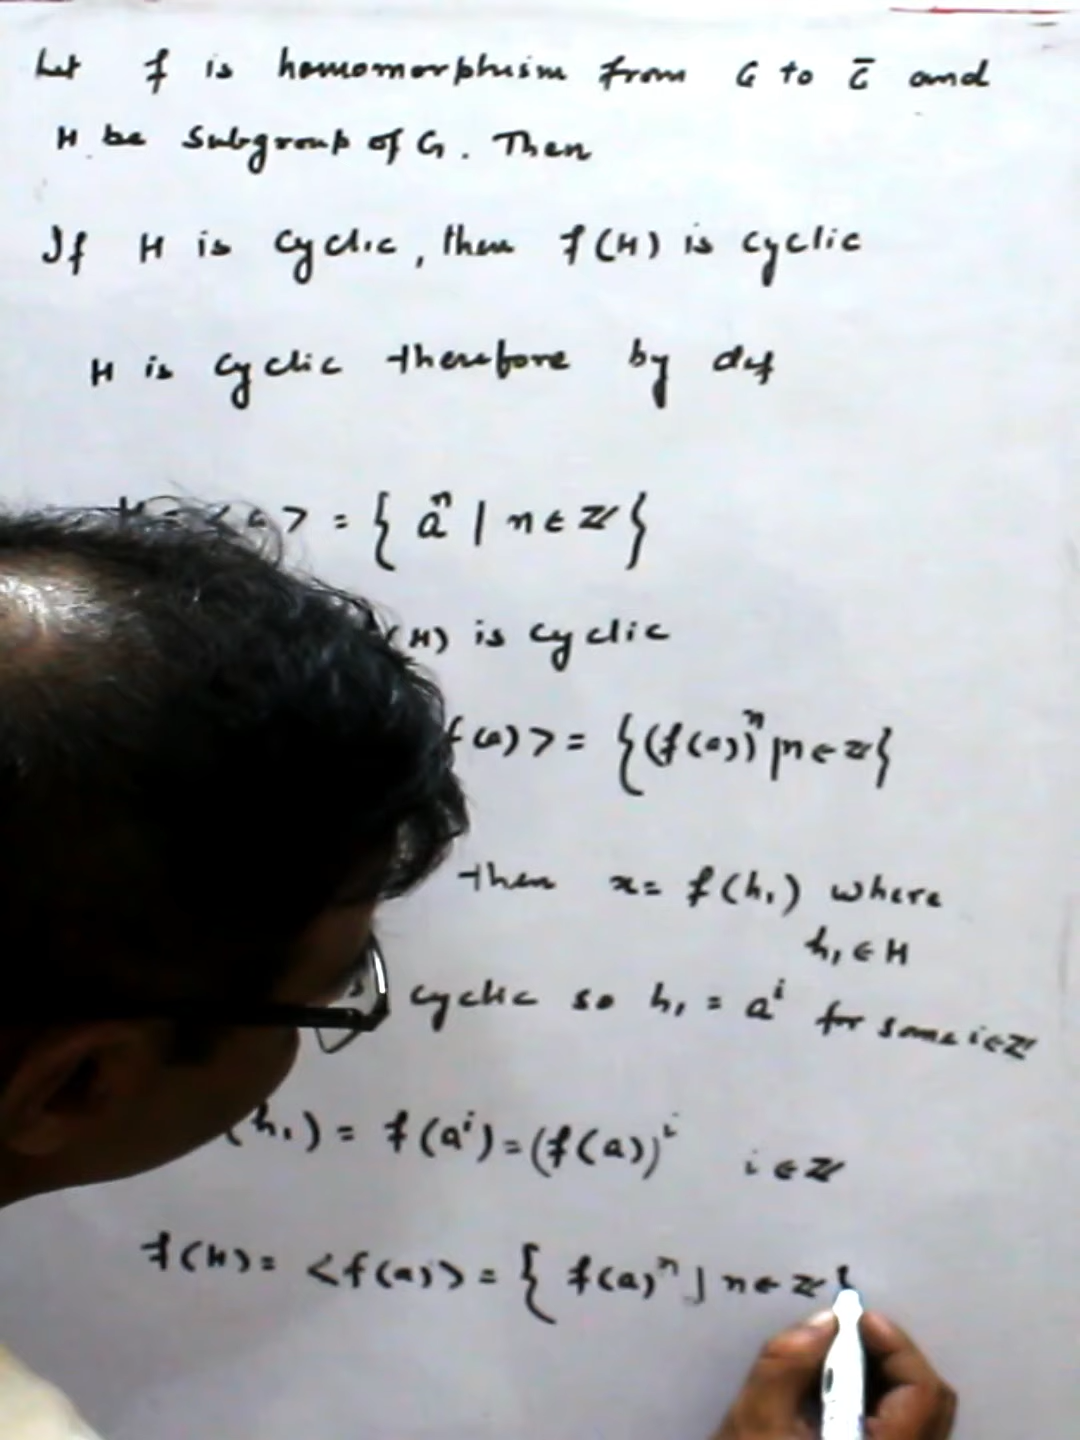 Let f is homomorphism from G to G̅ and
H be Subgroup of G. Then
If H is cyclic, then f(H) is cyclic
H is cyclic therefore by def
> = { aⁿ | n ∈ ℤ }
(H) is cyclic
f(a)> = {(f(a))ⁿ | n ∈ ℤ}
then x = f(h₁) where
h₁ ∈ H
cyclic so h₁ = aⁱ for some i∈ℤ
(h₁) = f(aⁱ) = (f(a))ⁱ i ∈ ℤ
f(H) = <f(a)> = { f(a)ⁿ | n ∈ ℤ